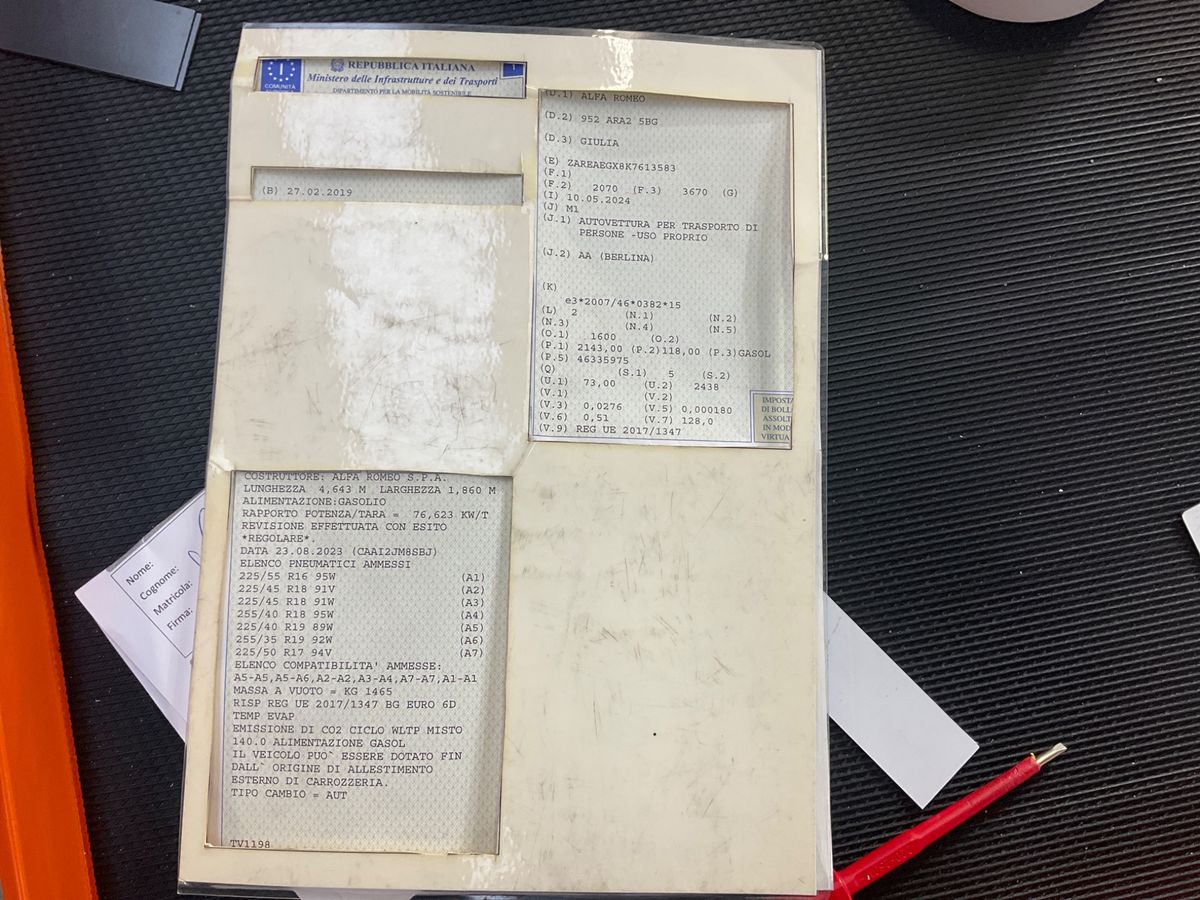 I
COMUNITÀ
REPUBBLICA ITALIANA
Ministero delle Infrastrutture e dei Trasporti
DIPARTIMENTO PER LA MOBILITÀ SOSTENIBILE
(B) 27.02.2019
(D.1) ALFA ROMEO
(D.2) 952 ARA2 5BG
(D.3) GIULIA
(E) ZAREAEGX8K7613583
(F.1)
(F.2) 2070 (F.3) 3670 (G)
(I) 10.05.2024
(J) M1
(J.1) AUTOVETTURA PER TRASPORTO DI
PERSONE -USO PROPRIO
(J.2) AA (BERLINA)
(K)
e3*2007/46*0382*15
(L) 2 (N.1) (N.2)
(N.3) (N.4) (N.5)
(O.1) 1600 (O.2)
(P.1) 2143,00 (P.2)118,00 (P.3)GASOL
(P.5) 46335975
(Q) (S.1) 5 (S.2)
(U.1) 73,00 (U.2) 2438
(V.1) (V.2)
(V.3) 0,0276 (V.5) 0,000180
(V.6) 0,51 (V.7) 128,0
(V.9) REG UE 2017/1347
IMPOSTA
DI BOLL
ASSOLT
IN MOD
VIRTUA
COSTRUTTORE: ALFA ROMEO S.P.A.
LUNGHEZZA 4,643 M LARGHEZZA 1,860 M
ALIMENTAZIONE:GASOLIO
RAPPORTO POTENZA/TARA = 76,623 KW/T
REVISIONE EFFETTUATA CON ESITO
*REGOLARE*.
DATA 23.08.2023 (CAAI2JM8SBJ)
ELENCO PNEUMATICI AMMESSI
225/55 R16 95W (A1)
225/45 R18 91V (A2)
225/45 R18 91W (A3)
255/40 R18 95W (A4)
225/40 R19 89W (A5)
255/35 R19 92W (A6)
225/50 R17 94V (A7)
ELENCO COMPATIBILITA' AMMESSE:
A5-A5,A5-A6,A2-A2,A3-A4,A7-A7,A1-A1
MASSA A VUOTO = KG 1465
RISP REG UE 2017/1347 BG EURO 6D
TEMP EVAP
EMISSIONE DI CO2 CICLO WLTP MISTO
140.0 ALIMENTAZIONE GASOL
IL VEICOLO PUO` ESSERE DOTATO FIN
DALL` ORIGINE DI ALLESTIMENTO
ESTERNO DI CARROZZERIA.
TIPO CAMBIO = AUT
TV1198
Nome:
Cognome:
Matricola:
Firma: